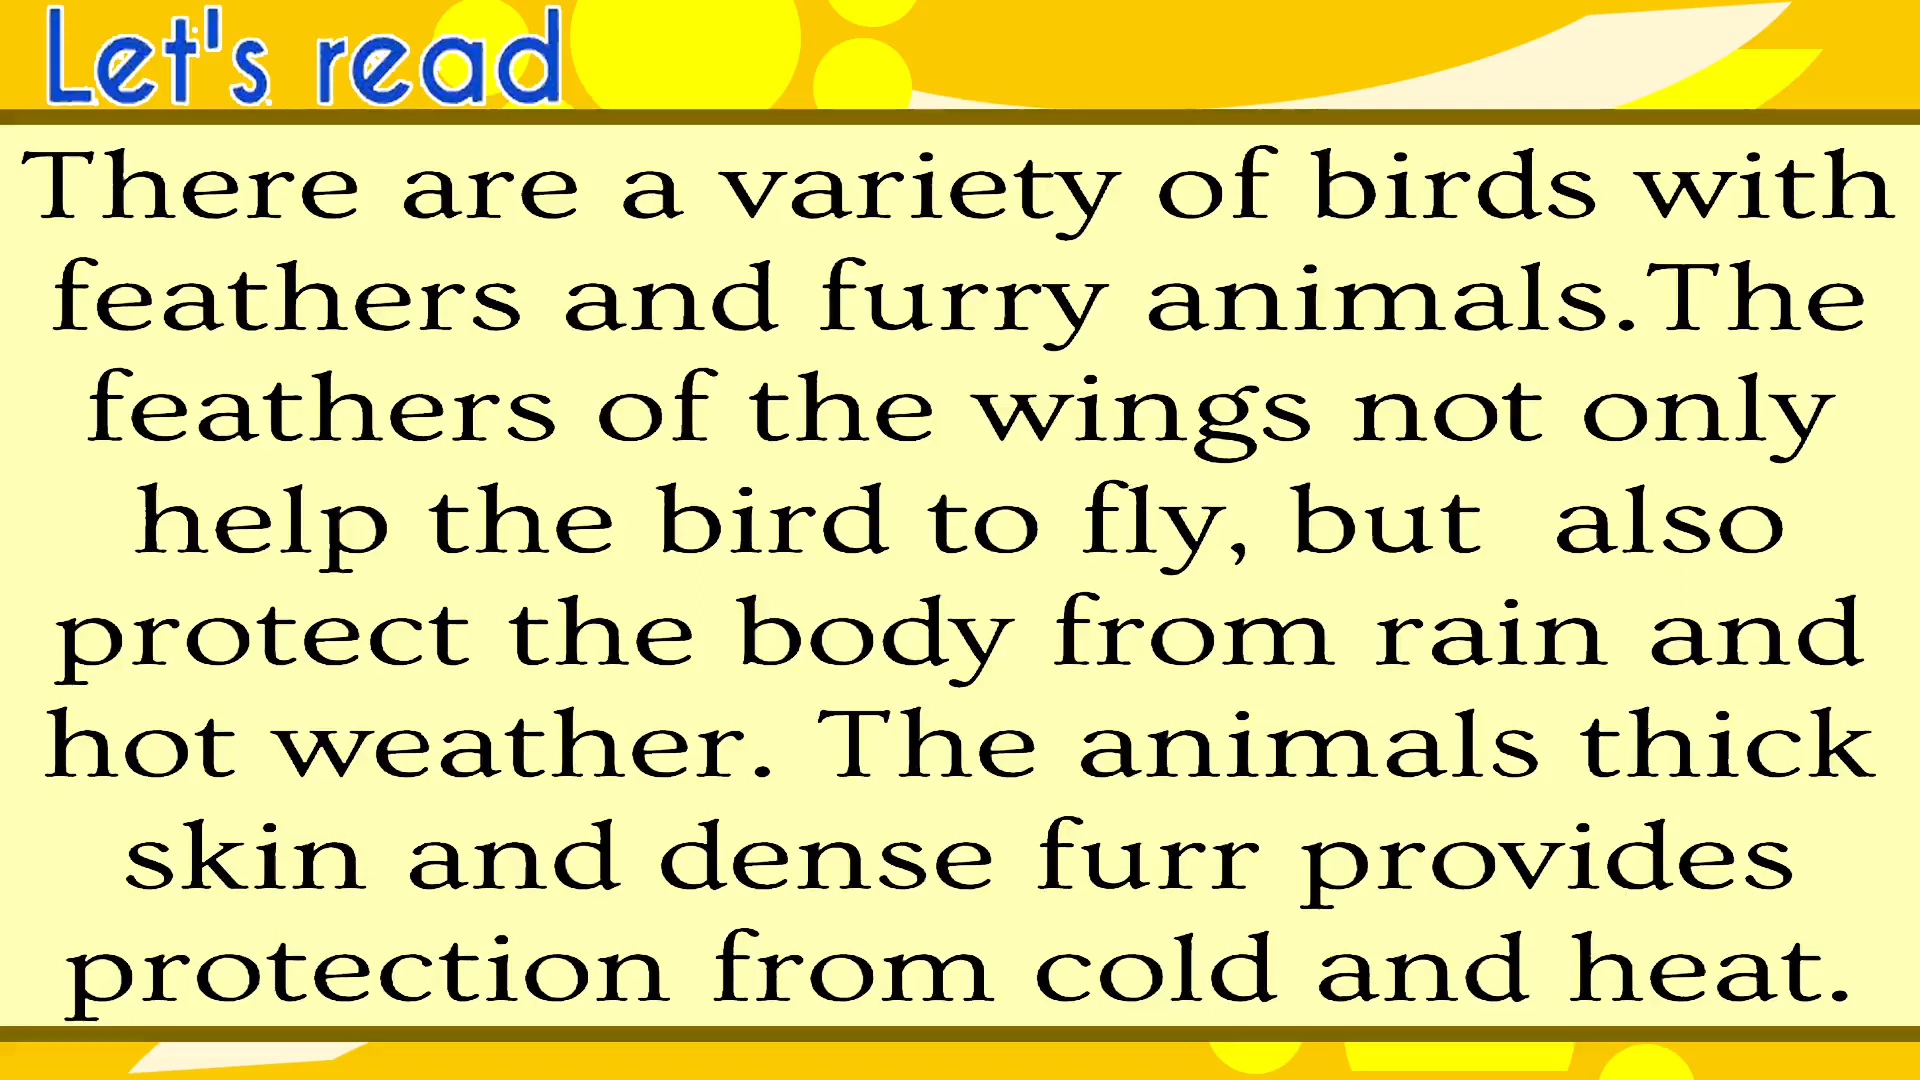 Let's read
There are a variety of birds with
feathers and furry animals.The
feathers of the wings not only
help the bird to fly, but  also
protect the body from rain and
hot weather. The animals thick
skin and dense furr provides
protection from cold and heat.